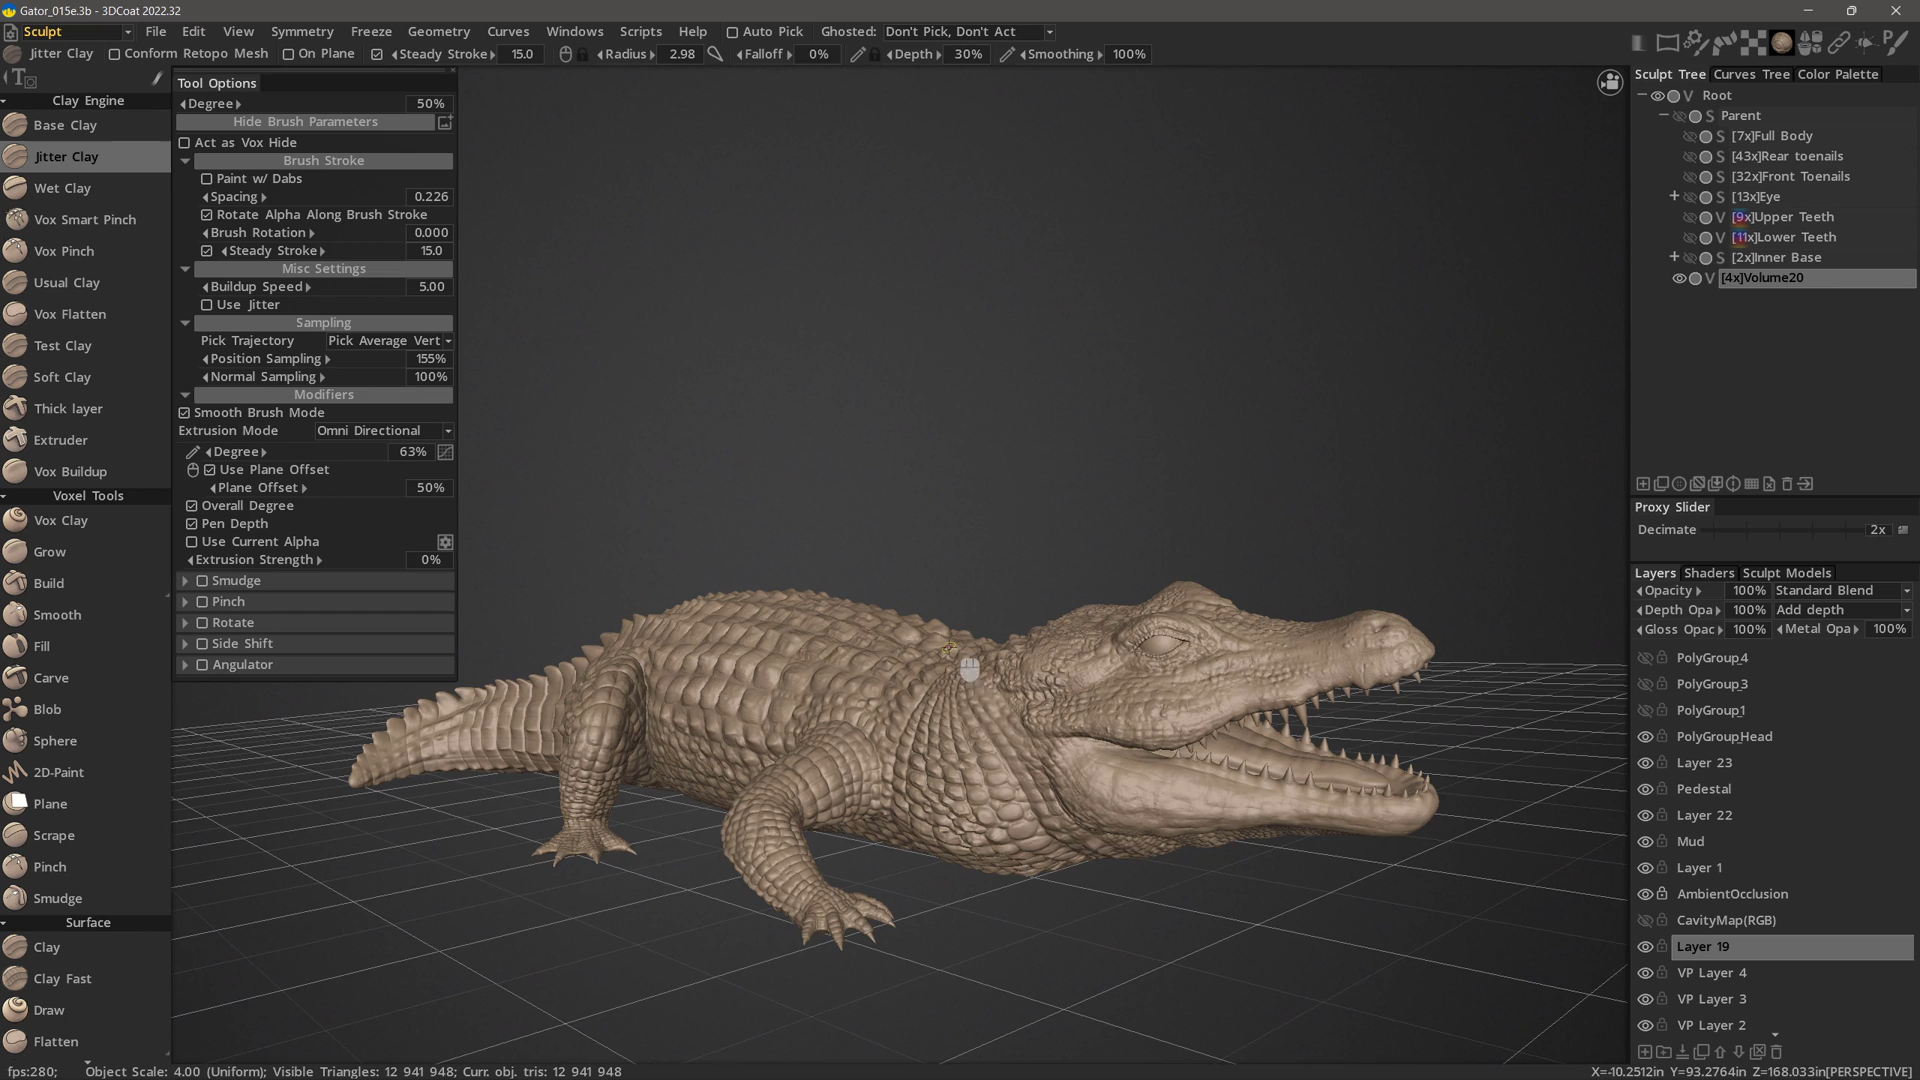 Gator_015e.3b - 3DCoat 2022.32
Sculpt File Edit View Symmetry Freeze Geometry Curves Windows Scripts Help Auto Pick Ghosted: Don't Pick, Don't Act
Jitter Clay Conform Retopo Mesh On Plane Steady Stroke 15.0 Radius 2.98 Falloff 0% Depth 30% Smoothing 100%
Clay Engine
Base Clay
Jitter Clay
Wet Clay
Vox Smart Pinch
Vox Pinch
Usual Clay
Vox Flatten
Test Clay
Soft Clay
Thick layer
Extruder
Vox Buildup
Voxel Tools
Vox Clay
Grow
Build
Smooth
Fill
Carve
Blob
Sphere
2D-Paint
Plane
Scrape
Pinch
Smudge
Surface
Clay
Clay Fast
Draw
Flatten
Tool Options
Degree 50%
Hide Brush Parameters
Act as Vox Hide
Brush Stroke
Paint w/ Dabs
Spacing 0.226
Rotate Alpha Along Brush Stroke
Brush Rotation 0.000
Steady Stroke 15.0
Misc Settings
Buildup Speed 5.00
Use Jitter
Sampling
Pick Trajectory Pick Average Vert
Position Sampling 155%
Normal Sampling 100%
Modifiers
Smooth Brush Mode
Extrusion Mode Omni Directional
Degree 63%
Use Plane Offset
Plane Offset 50%
Overall Degree
Pen Depth
Use Current Alpha
Extrusion Strength 0%
Smudge
Pinch
Rotate
Side Shift
Angulator
Sculpt Tree Curves Tree Color Palette
V Root
S Parent
S [7x]Full Body
S [43x]Rear toenails
S [32x]Front Toenails
S [13x]Eye
V [9x]Upper Teeth
V [11x]Lower Teeth
S [2x]Inner Base
V [4x]Volume20
Proxy Slider
Decimate 2x
Layers Shaders Sculpt Models
Opacity 100% Standard Blend
Depth Opa 100% Add depth
Gloss Opac 100% Metal Opa 100%
PolyGroup_4
PolyGroup_3
PolyGroup1
PolyGroupHead
Layer 23
Pedestal
Layer 22
Mud
Layer 1
AmbientOcclusion
CavityMap(RGB)
Layer 19
VP Layer 4
VP Layer 3
VP Layer 2
fps:280; Object Scale: 4.00 (Uniform); Visible Triangles: 12 941 948; Curr. obj. tris: 12 941 948 X=-10.2512in Y=93.2764in Z=168.033in[PERSPECTIVE]